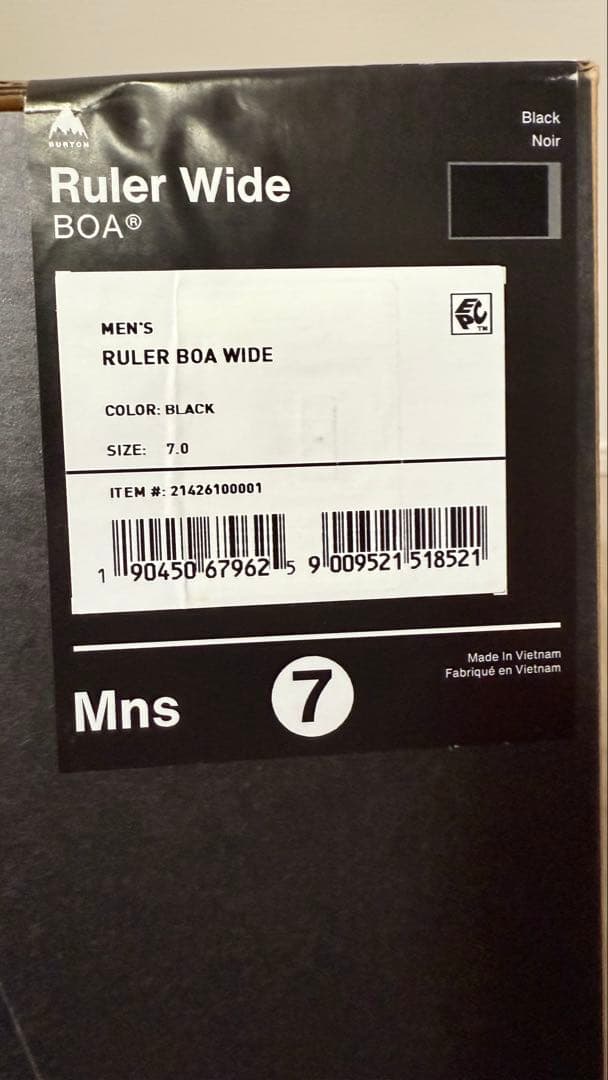 BURTON
Ruler Wide
BOA®
Black
Noir
MEN'S
RULER BOA WIDE
EPC™
COLOR: BLACK
SIZE: 7.0
ITEM #: 21426100001
1 90450 67962 5
9 009521 518521
Made In Vietnam
Fabriqué en Vietnam
Mns
7